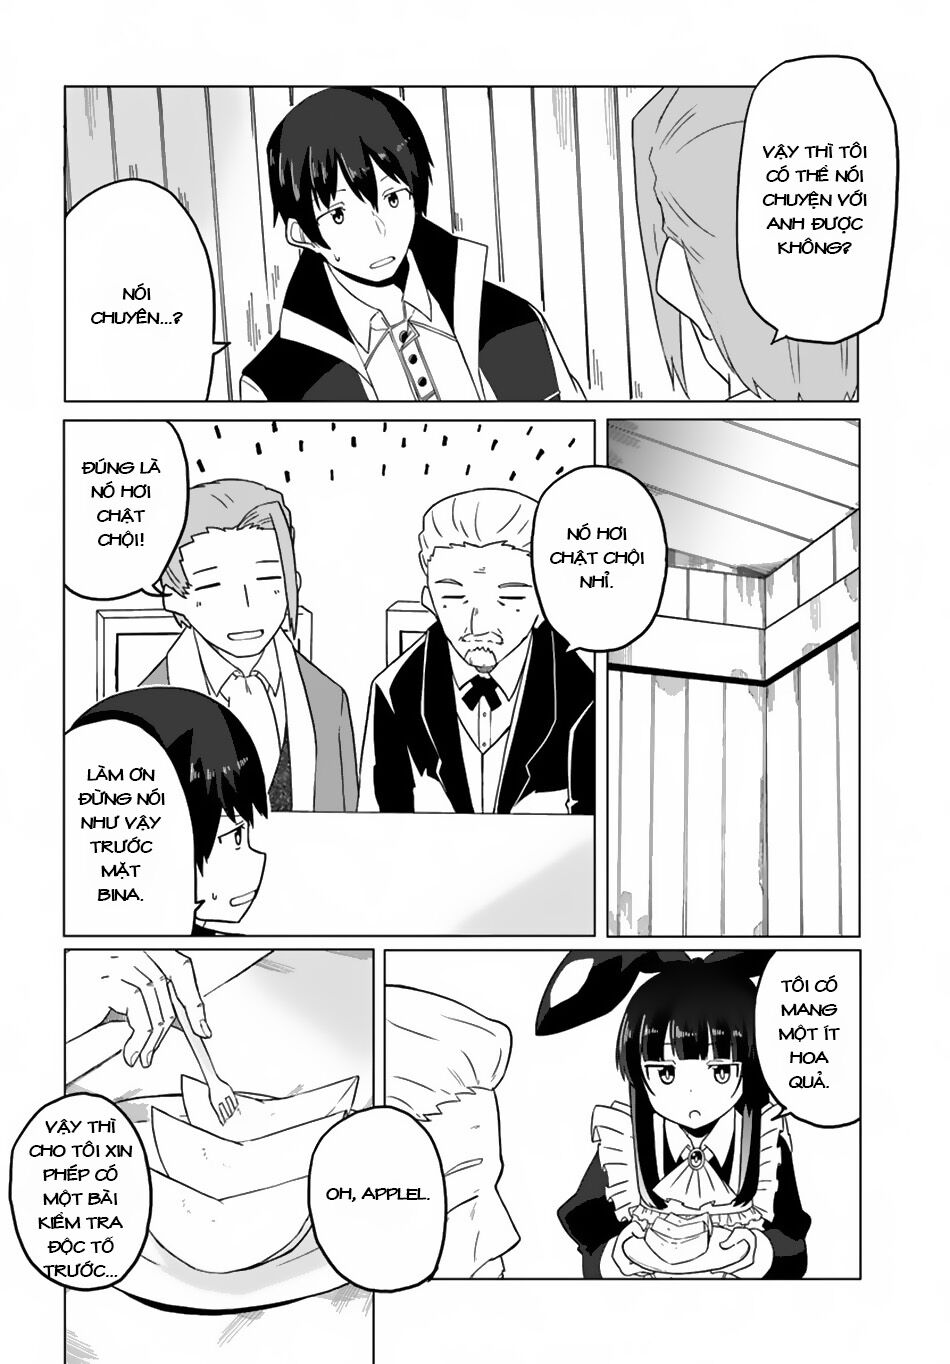 VẬY THÌ TÔI
CÓ THỂ NÓI
CHUYỆN VỚI
ANH ĐƯỢC
KHÔNG?
NÓI
CHUYÊN...?
NÓ HƠI
CHẬT CHỘI
NHỈ.
ĐÚNG LÀ
NÓ HƠI
CHẬT
CHỘI!
LÀM ƠN
ĐỪNG NÓI
NHƯ VẬY
TRƯỚC
MẶT
BINA.
TÔI CÓ
MANG
MỘT ÍT
HOA
QUẢ.
OH, APPLEL.
VẬY THÌ
CHO TÔI XIN
PHÉP CÓ
MỘT BÀI
KIỂM TRA
ĐỘC TỐ
TRƯỚC...